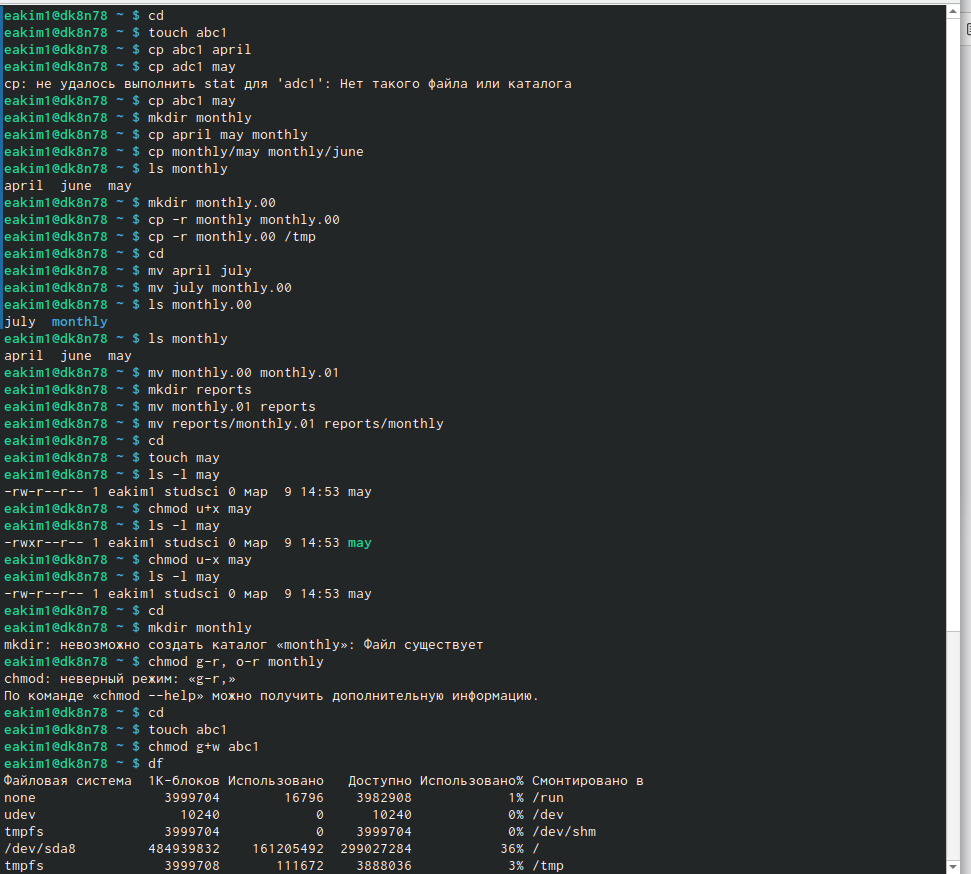 eakim1@dk8n78 ~ $ cd
eakim1@dk8n78 ~ $ touch abc1
eakim1@dk8n78 ~ $ cp abc1 april
eakim1@dk8n78 ~ $ cp adc1 may
cp: не удалось выполнить stat для 'adc1': Нет такого файла или каталога
eakim1@dk8n78 ~ $ cp abc1 may
eakim1@dk8n78 ~ $ mkdir monthly
eakim1@dk8n78 ~ $ cp april may monthly
eakim1@dk8n78 ~ $ cp monthly/may monthly/june
eakim1@dk8n78 ~ $ ls monthly
april  june  may
eakim1@dk8n78 ~ $ mkdir monthly.00
eakim1@dk8n78 ~ $ cp -r monthly monthly.00
eakim1@dk8n78 ~ $ cp -r monthly.00 /tmp
eakim1@dk8n78 ~ $ cd
eakim1@dk8n78 ~ $ mv april july
eakim1@dk8n78 ~ $ mv july monthly.00
eakim1@dk8n78 ~ $ ls monthly.00
july  monthly
eakim1@dk8n78 ~ $ ls monthly
april  june  may
eakim1@dk8n78 ~ $ mv monthly.00 monthly.01
eakim1@dk8n78 ~ $ mkdir reports
eakim1@dk8n78 ~ $ mv monthly.01 reports
eakim1@dk8n78 ~ $ mv reports/monthly.01 reports/monthly
eakim1@dk8n78 ~ $ cd
eakim1@dk8n78 ~ $ touch may
eakim1@dk8n78 ~ $ ls -l may
-rw-r--r-- 1 eakim1 studsci 0 мар  9 14:53 may
eakim1@dk8n78 ~ $ chmod u+x may
eakim1@dk8n78 ~ $ ls -l may
-rwxr--r-- 1 eakim1 studsci 0 мар  9 14:53 may
eakim1@dk8n78 ~ $ chmod u-x may
eakim1@dk8n78 ~ $ ls -l may
-rw-r--r-- 1 eakim1 studsci 0 мар  9 14:53 may
eakim1@dk8n78 ~ $ cd
eakim1@dk8n78 ~ $ mkdir monthly
mkdir: невозможно создать каталог «monthly»: Файл существует
eakim1@dk8n78 ~ $ chmod g-r, o-r monthly
chmod: неверный режим: «g-r,»
По команде «chmod --help» можно получить дополнительную информацию.
eakim1@dk8n78 ~ $ cd
eakim1@dk8n78 ~ $ touch abc1
eakim1@dk8n78 ~ $ chmod g+w abc1
eakim1@dk8n78 ~ $ df
Файловая система  1K-блоков Использовано   Доступно Использовано% Смонтировано в
none                3999704        16796    3982908            1% /run
udev                  10240            0      10240            0% /dev
tmpfs               3999704            0    3999704            0% /dev/shm
/dev/sda8         484939832    161205492  299027284           36% /
tmpfs               3999708       111672    3888036            3% /tmp